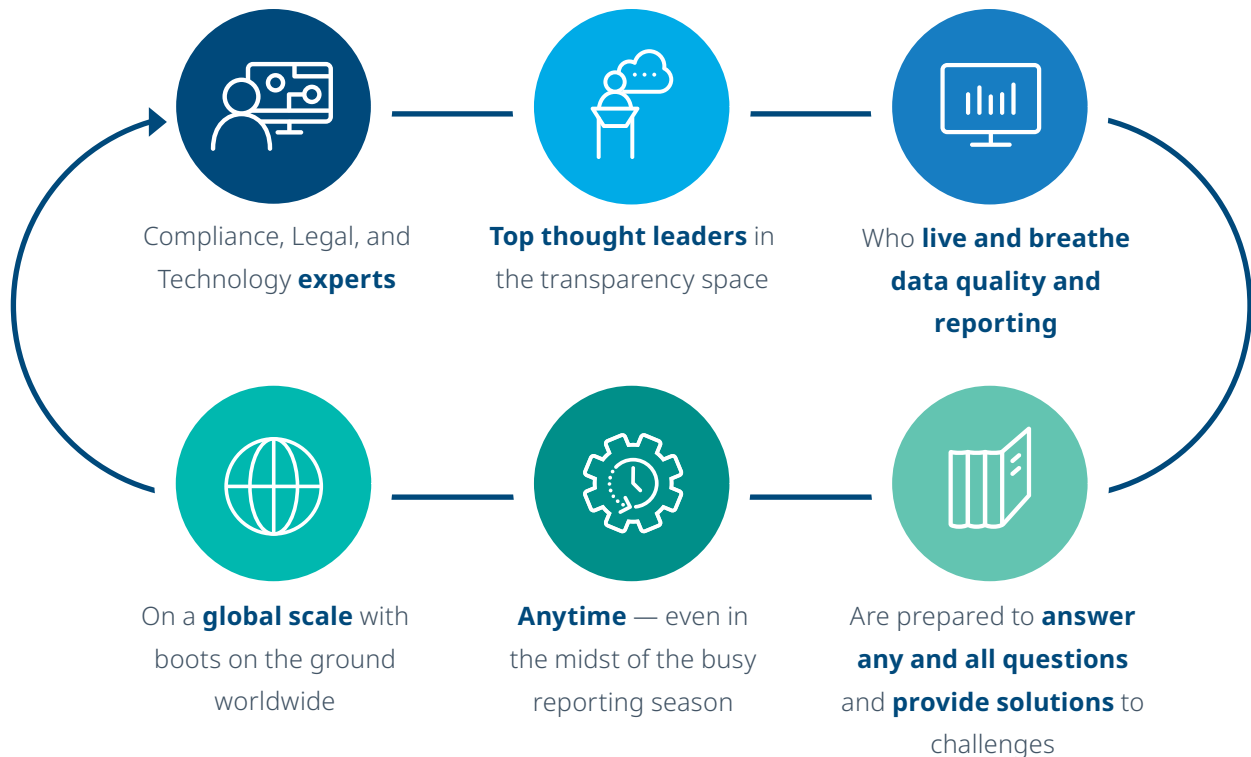 Compliance, Legal, and
Technology experts
Top thought leaders in
the transparency space
Who live and breathe
data quality and
reporting
On a global scale with
boots on the ground
worldwide
Anytime — even in
the midst of the busy
reporting season
Are prepared to answer
any and all questions
and provide solutions to
challenges